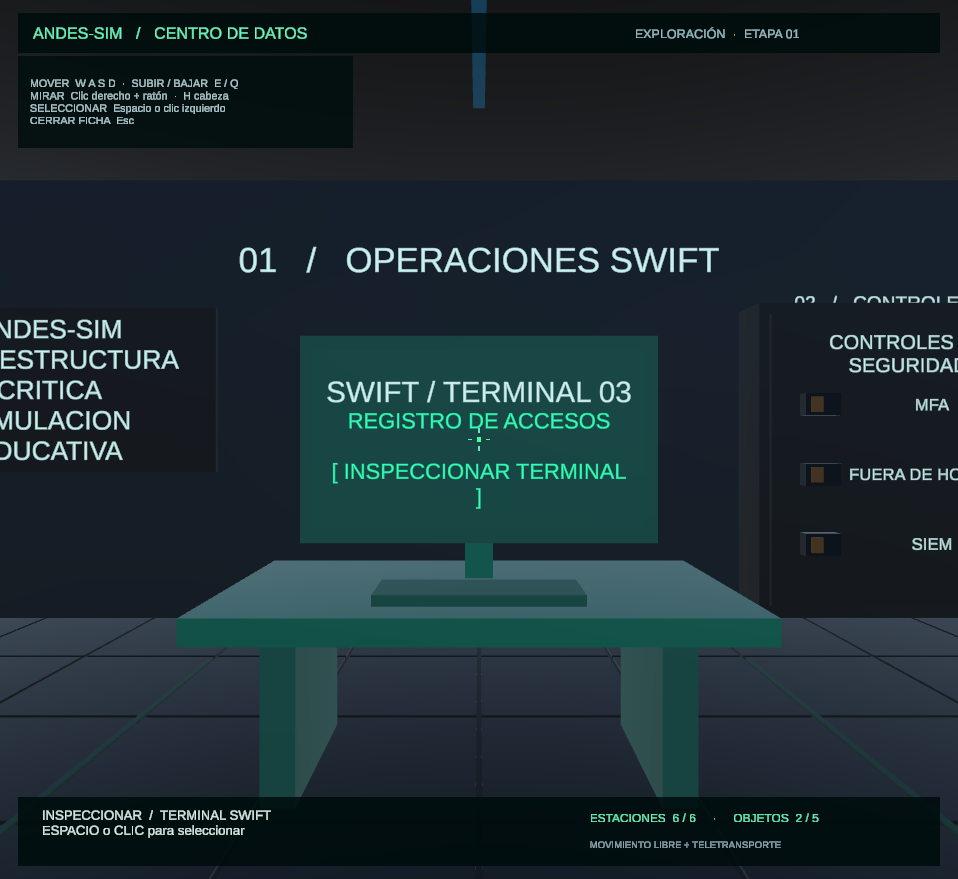 ANDES-SIM / CENTRO DE DATOS
EXPLORACIÓN · ETAPA 01
MOVER W A S D · SUBIR / BAJAR E / Q
MIRAR Clic derecho + ratón · H cabeza
SELECCIONAR Espacio o clic izquierdo
CERRAR FICHA Esc
01 / OPERACIONES SWIFT
NDES-SIM
ESTRUCTURA
CRITICA
MULACION
DUCATIVA
SWIFT / TERMINAL 03
REGISTRO DE ACCESOS
[ INSPECCIONAR TERMINAL
]
02 / CONTROLE
CONTROLES
SEGURIDAD
MFA
FUERA DE HO
SIEM
INSPECCIONAR / TERMINAL SWIFT
ESPACIO o CLIC para seleccionar
ESTACIONES 6 / 6 · OBJETOS 2 / 5
MOVIMIENTO LIBRE + TELETRANSPORTE